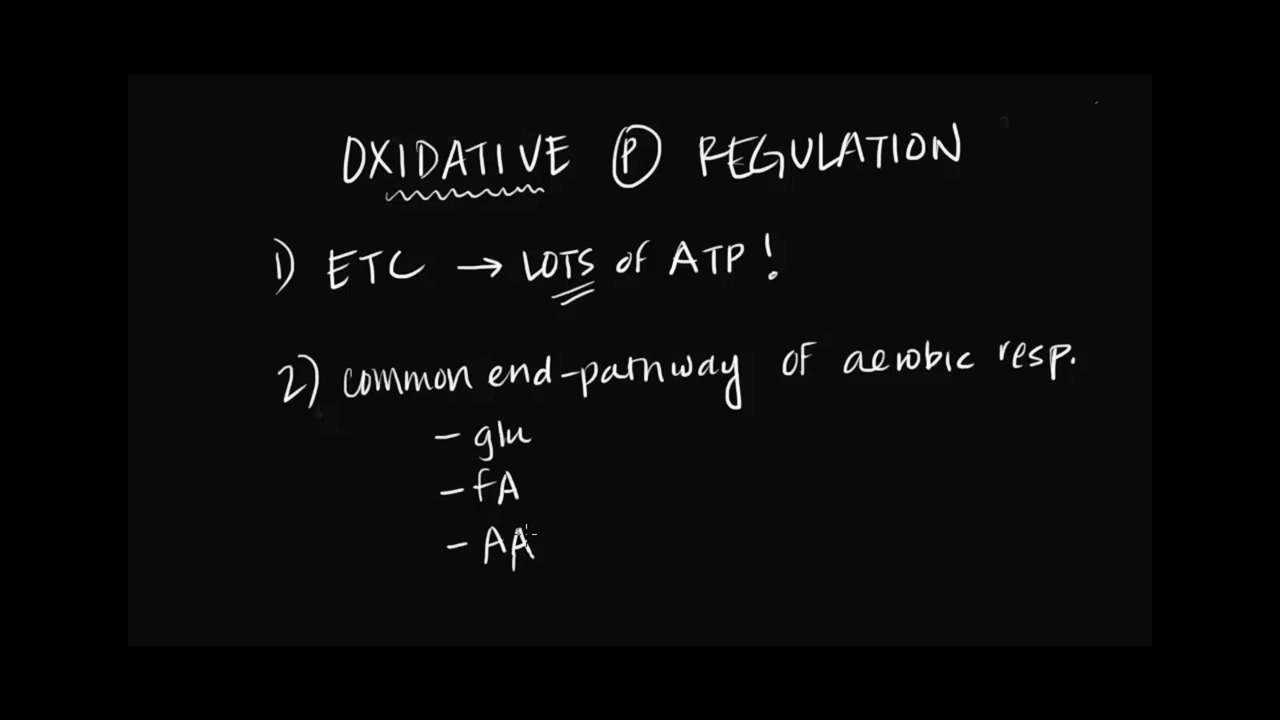 OXIDATIVE Ⓟ REGULATION
1) ETC → LOTS of ATP!
2) common end-pathway of aerobic resp.
- glu
- FA
- AA